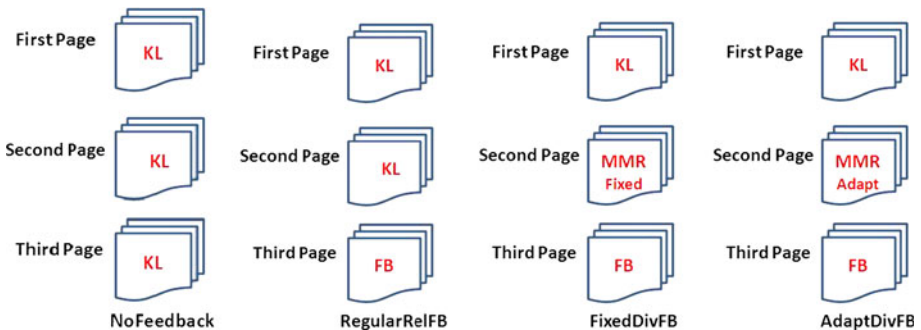 First Page
KL
First Page
KL
First Page
KL
First Page
KL
Second Page
KL
Second Page
KL
Second Page
MMR
Fixed
Second Page
MMR
Adapt
Third Page
KL
Third Page
FB
Third Page
FB
Third Page
FB
NoFeedback
RegularRelFB
FixedDivFB
AdaptDivFB